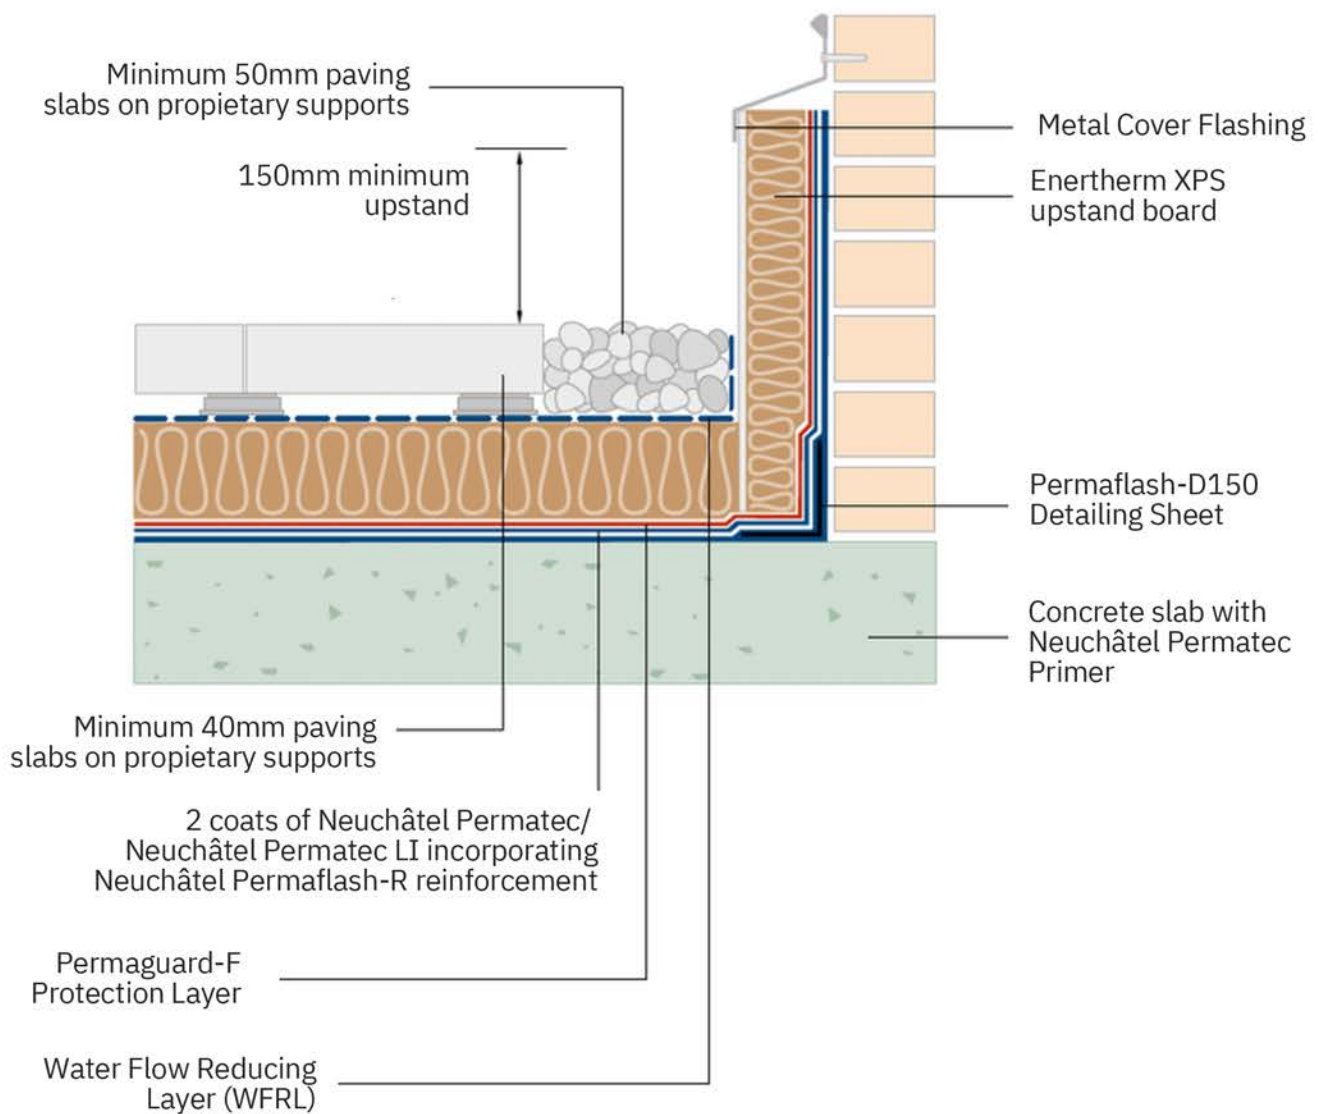 Minimum 50mm paving
slabs on propietary supports
150mm minimum
upstand
Metal Cover Flashing
Enertherm XPS
upstand board
Permaflash-D150
Detailing Sheet
Concrete slab with
Neuchâtel Permatec
Primer
Minimum 40mm paving
slabs on propietary supports
2 coats of Neuchâtel Permatec/
Neuchâtel Permatec LI incorporating
Neuchâtel Permaflash-R reinforcement
Permaguard-F
Protection Layer
Water Flow Reducing
Layer (WFRL)